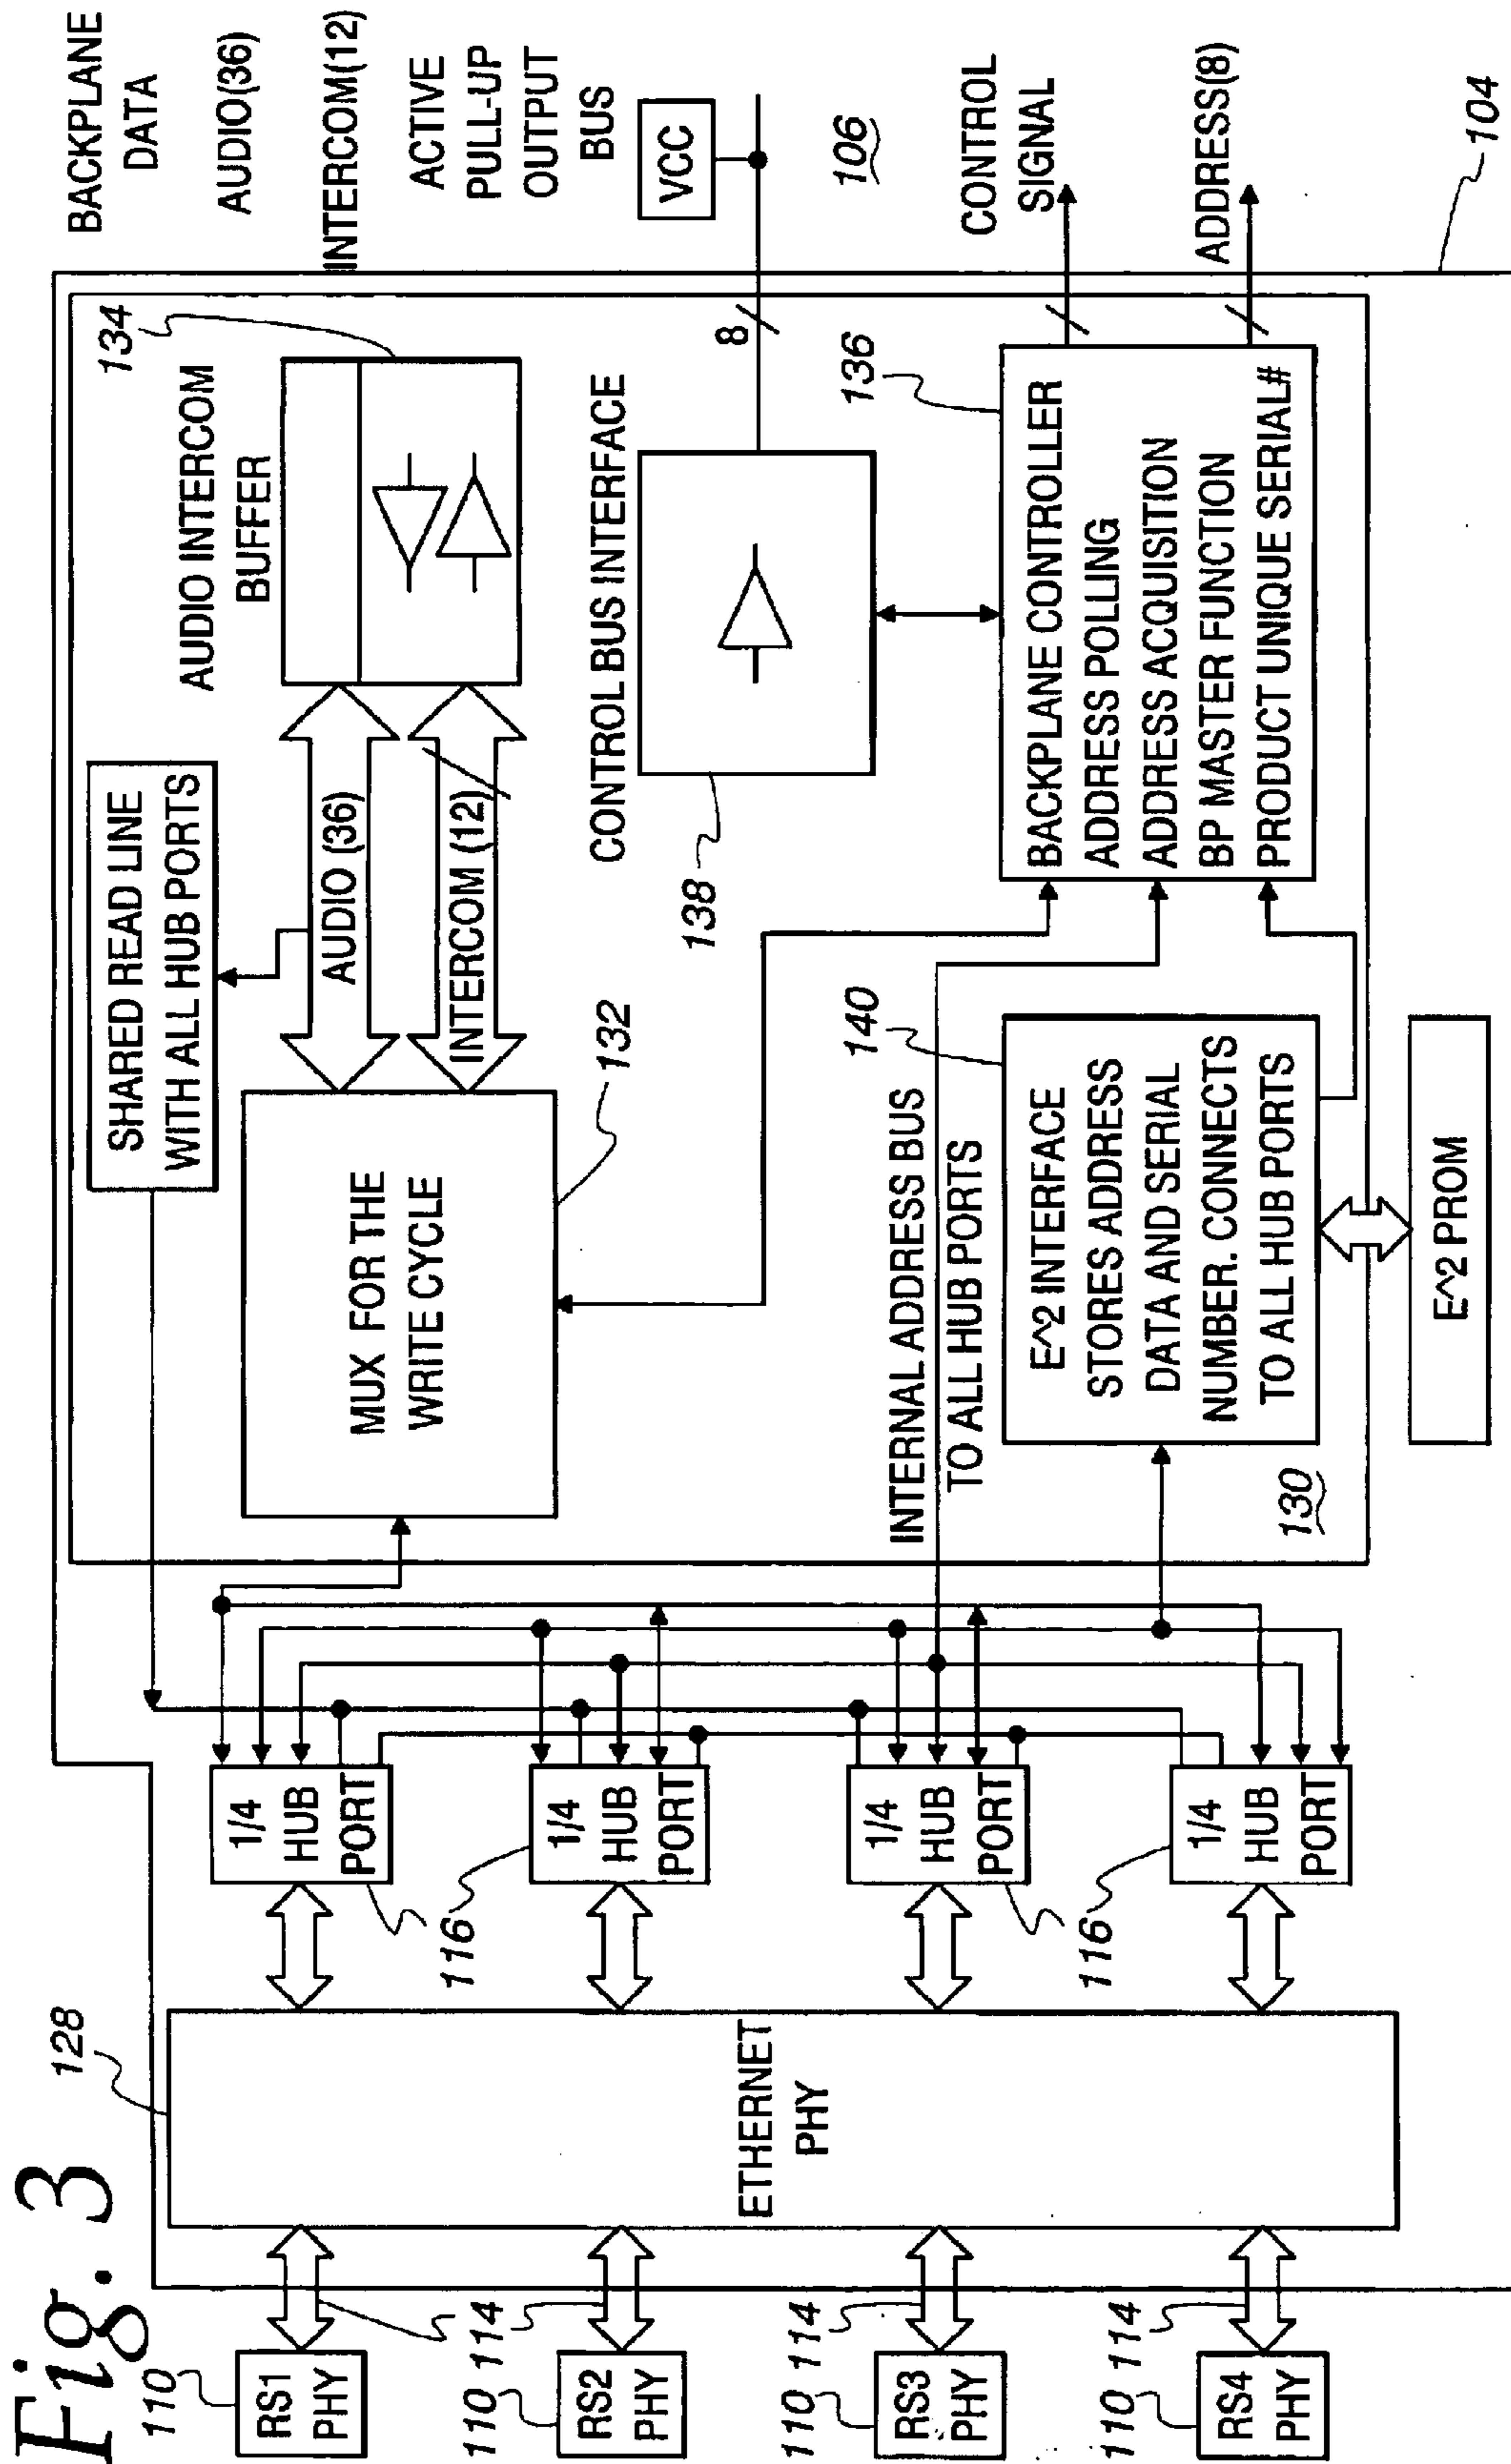 Fig. 3
110
RS1
PHY
110
RS2
PHY
110
RS3
PHY
110
RS4
PHY
114
114
114
128
ETHERNET
PHY
1/4
HUB
PORT
1/4
HUB
PORT
1/4
HUB
PORT
1/4
HUB
PORT
116
116
SHARED READ LINE
WITH ALL HUB PORTS
MUX FOR THE
WRITE CYCLE
132
AUDIO (36)
INTERCOM (12)
AUDIO INTERCOM
BUFFER
134
CONTROL BUS INTERFACE
138
8
INTERNAL ADDRESS BUS
TO ALL HUB PORTS
140
E^2 INTERFACE
STORES ADDRESS
DATA AND SERIAL
NUMBER. CONNECTS
TO ALL HUB PORTS
130
E^2 PROM
136
BACKPLANE CONTROLLER
ADDRESS POLLING
ADDRESS ACQUISITION
BP MASTER FUNCTION
PRODUCT UNIQUE SERIAL#
BACKPLANE
DATA
AUDIO(36)
INTERCOM(12)
ACTIVE
PULL-UP
OUTPUT
BUS
VCC
106
CONTROL
SIGNAL
ADDRESS(8)
104